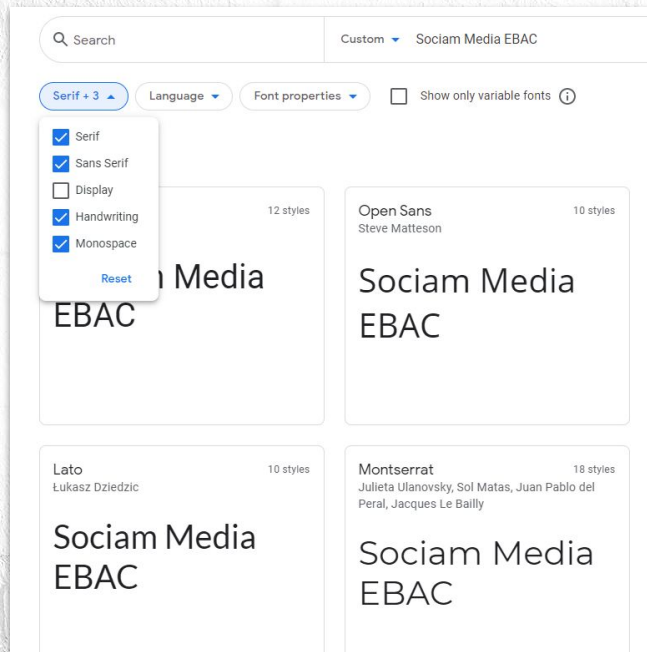 Search
Custom
Sociam Media EBAC
Serif + 3
Language
Font properties
Show only variable fonts
Serif
Sans Serif
Display
Handwriting
Monospace
Reset
12 styles
Media
EBAC
Open Sans
10 styles
Steve Matteson
Sociam Media
EBAC
Lato
10 styles
Łukasz Dziedzic
Sociam Media
EBAC
Montserrat
18 styles
Julieta Ulanovsky, Sol Matas, Juan Pablo del
Peral, Jacques Le Bailly
Sociam Media
EBAC